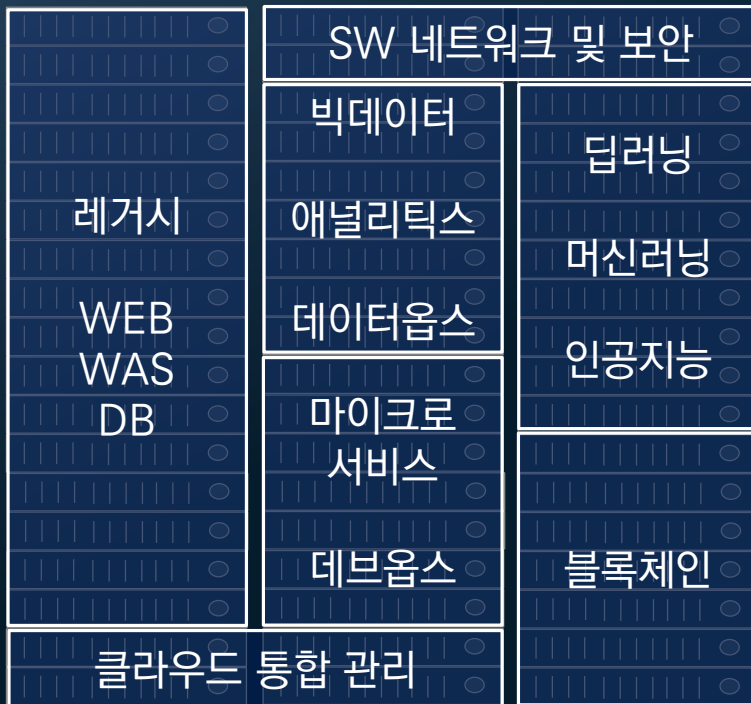 SW 네트워크 및 보안
레거시
WEB
WAS
DB
빅데이터
애널리틱스
데이터옵스
딥러닝
머신러닝
인공지능
마이크로
서비스
데브옵스
블록체인
클라우드 통합 관리